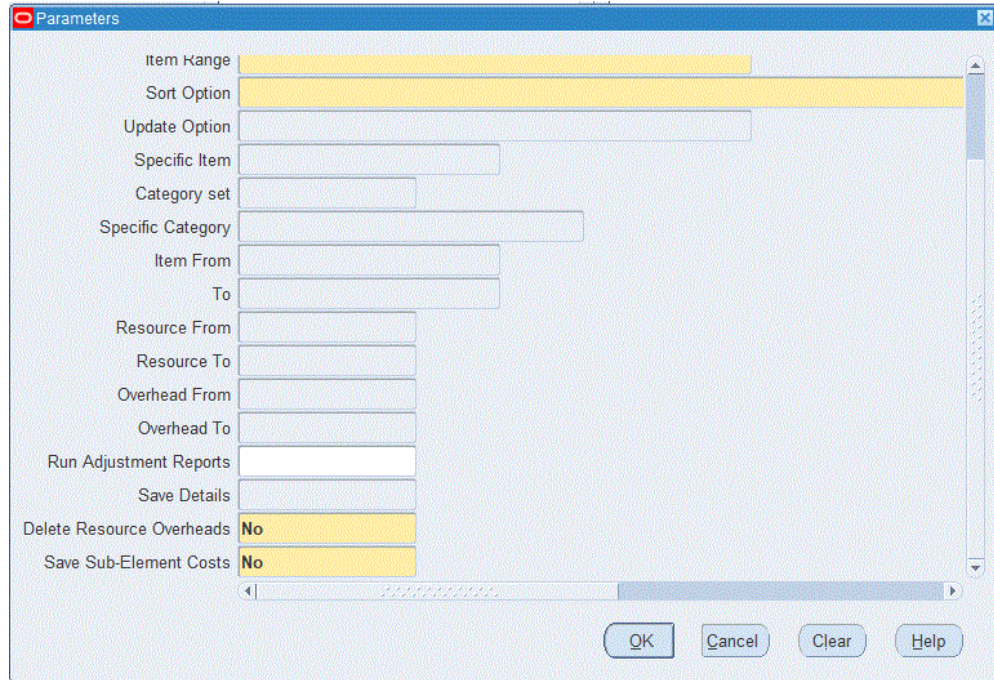 Parameters
Item Range
Sort Option
Update Option
Specific Item
Category set
Specific Category
Item From
To
Resource From
Resource To
Overhead From
Overhead To
Run Adjustment Reports
Save Details
Delete Resource Overheads No
Save Sub-Element Costs No
OK Cancel Clear Help